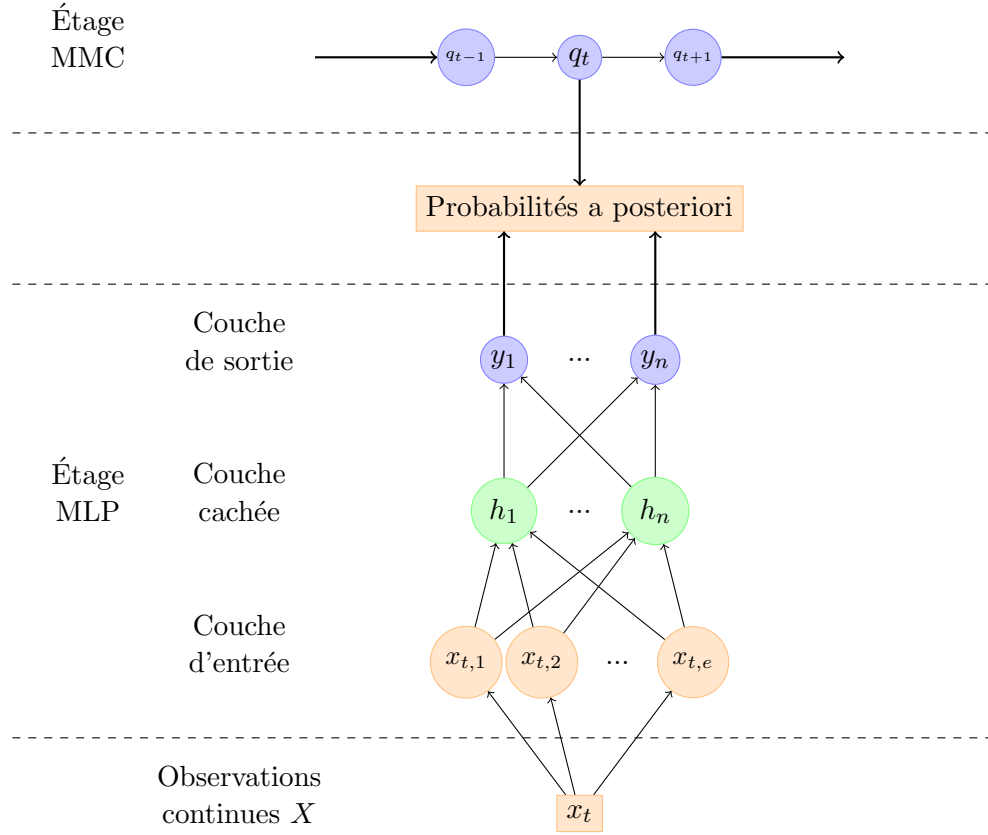 Étage
MMC
q_{t−1} q_t q_{t+1}
Probabilités a posteriori
Couche
de sortie
y_1 ... y_n
Étage
MLP
Couche
cachée
h_1 ... h_n
Couche
d'entrée
x_{t,1} x_{t,2} ... x_{t,e}
Observations
continues X
x_t